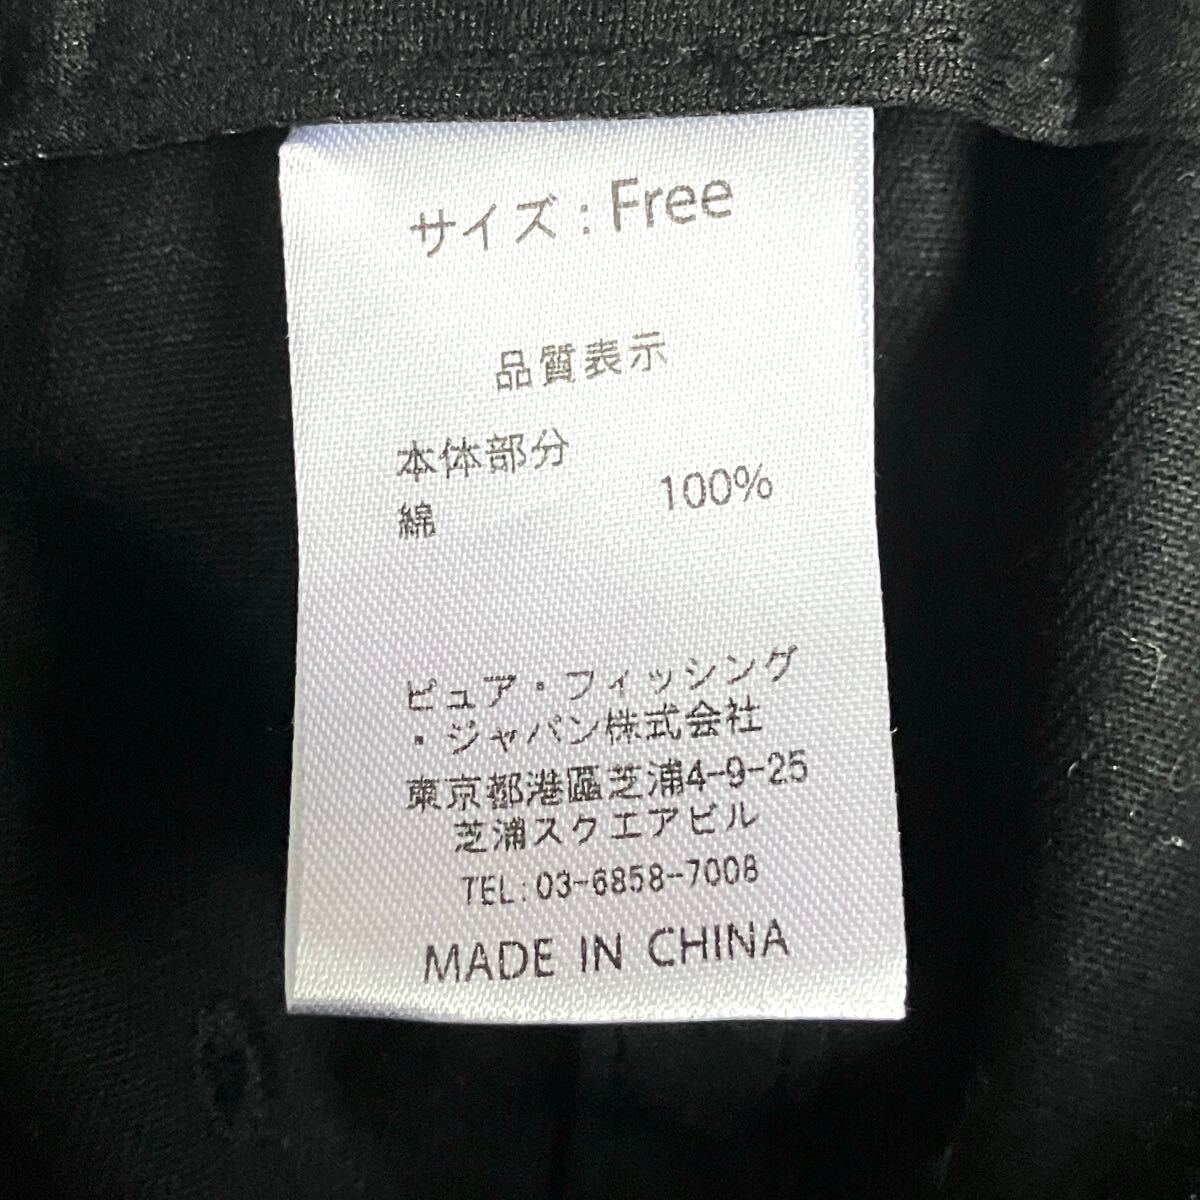 サイズ：Free
品質表示
本体部分
綿 100%
ピュア・フィッシング
・ジャパン株式会社
東京都港區芝浦4-9-25
芝浦スクエアビル
TEL:03-6858-7008
MADE IN CHINA